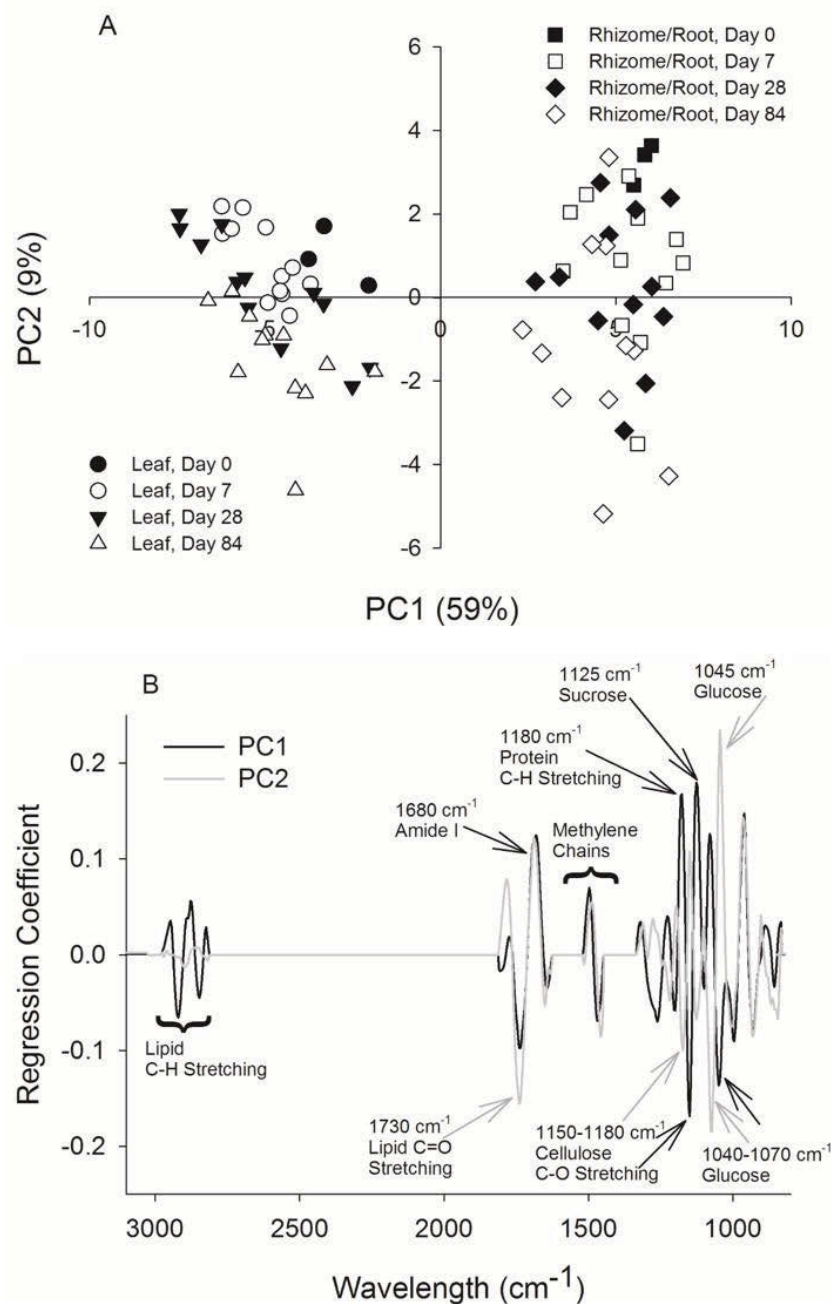 A
6
4
2
0
-2
-4
-6
-10
-5
0
5
10
PC2 (9%)
PC1 (59%)
Rhizome/Root, Day 0
Rhizome/Root, Day 7
Rhizome/Root, Day 28
Rhizome/Root, Day 84
Leaf, Day 0
Leaf, Day 7
Leaf, Day 28
Leaf, Day 84
B
PC1
PC2
1125 cm⁻¹
Sucrose
1045 cm⁻¹
Glucose
1180 cm⁻¹
Protein
C-H Stretching
1680 cm⁻¹
Amide I
Methylene
Chains
Lipid
C-H Stretching
1730 cm⁻¹
Lipid C=O
Stretching
1150-1180 cm⁻¹
Cellulose
C-O Stretching
1040-1070 cm⁻¹
Glucose
0.2
0.1
0.0
-0.1
-0.2
Regression Coefficient
3000
2500
2000
1500
1000
Wavelength (cm⁻¹)